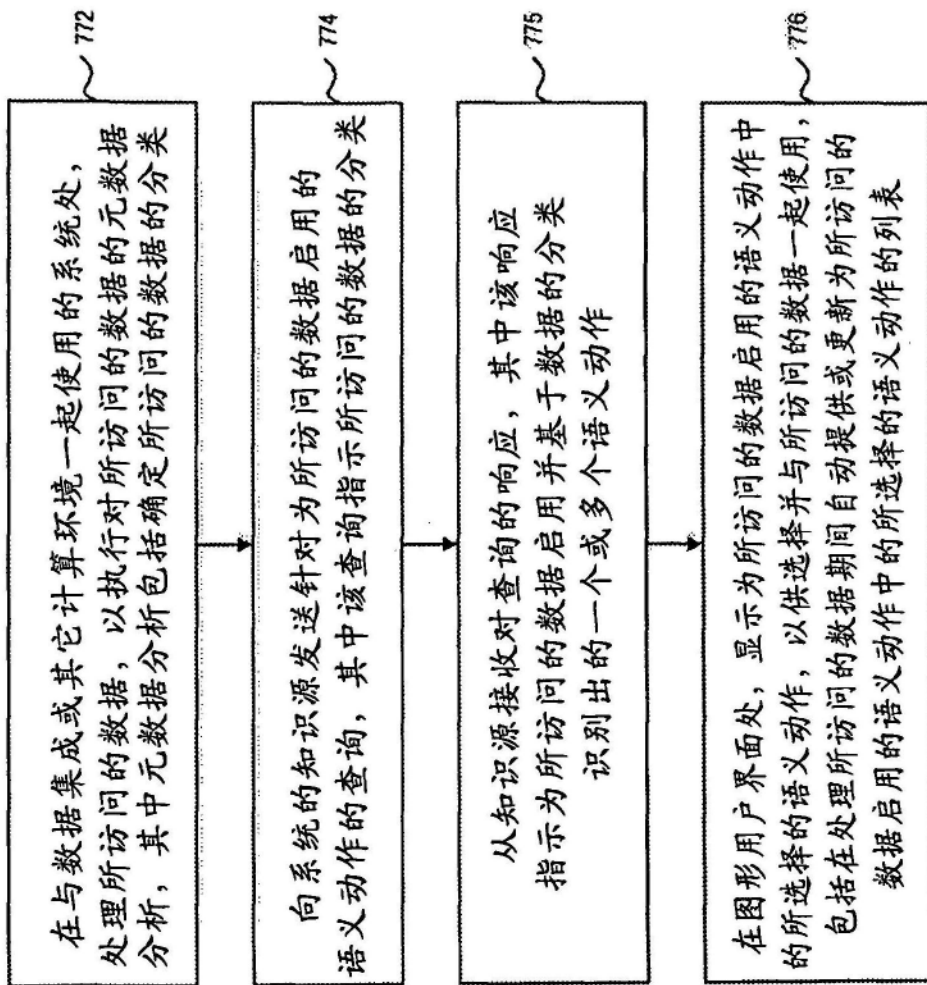 772
在与数据集成或其它计算环境一起使用的系统处，
处理所访问的数据，以执行对所访问的数据的元数据
分析，其中元数据分析包括确定所访问的数据的分类
774
向系统的知识源发送针对为所访问的数据启用的
语义动作的查询，其中该查询指示所访问的数据的分类
775
从知识源接收对查询的响应，其中该响应
指示为所访问的数据启用并基于数据的分类
识别出的一个或多个语义动作
776
在图形用户界面处，显示为所访问的数据启用的语义动作中
的所选择的语义动作，以供选择并与所访问的数据一起使用，
包括在处理所访问的数据期间自动提供或更新为所访问的
数据启用的语义动作中的所选择的语义动作的列表